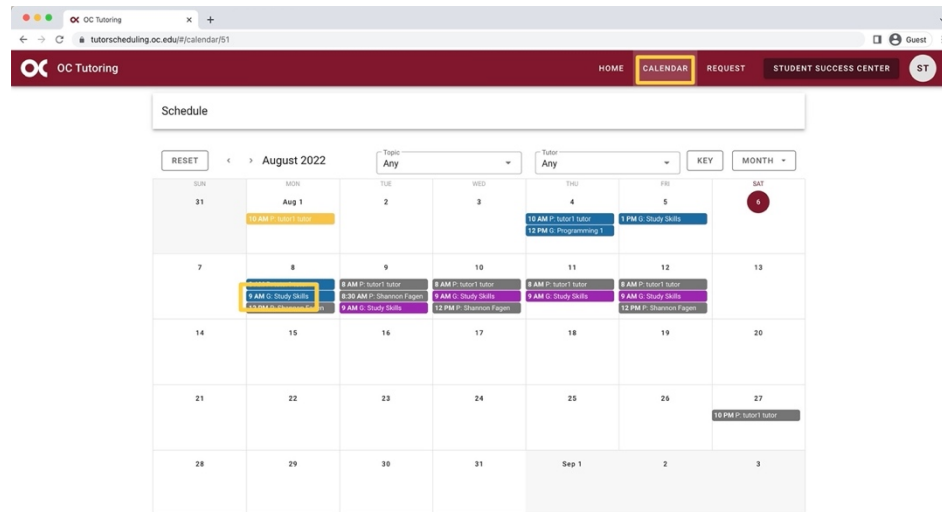 OC Tutoring
tutorscheduling.oc.edu/#/calendar/51
Guest
OC Tutoring
HOME CALENDAR REQUEST STUDENT SUCCESS CENTER ST
Schedule
RESET < > August 2022 Topic Any Tutor Any KEY MONTH
SUN MON TUE WED THU FRI SAT
31 Aug 1 2 3 4 5 6
10 AM P: tutor1 tutor 10 AM P: tutor1 tutor 1 PM G: Study Skills
12 PM G: Programming 1
7 8 9 10 11 12 13
8 AM P: tutor1 tutor 8 AM P: tutor1 tutor 8 AM P: tutor1 tutor 8 AM P: tutor1 tutor
9 AM G: Study Skills 8:30 AM P: Shannon Fagen 9 AM G: Study Skills 9 AM G: Study Skills 9 AM G: Study Skills
12 PM P: Shannon Fagen 9 AM G: Study Skills 12 PM P: Shannon Fagen 12 PM P: Shannon Fagen
14 15 16 17 18 19 20
21 22 23 24 25 26 27
10 PM P: tutor1 tutor
28 29 30 31 Sep 1 2 3